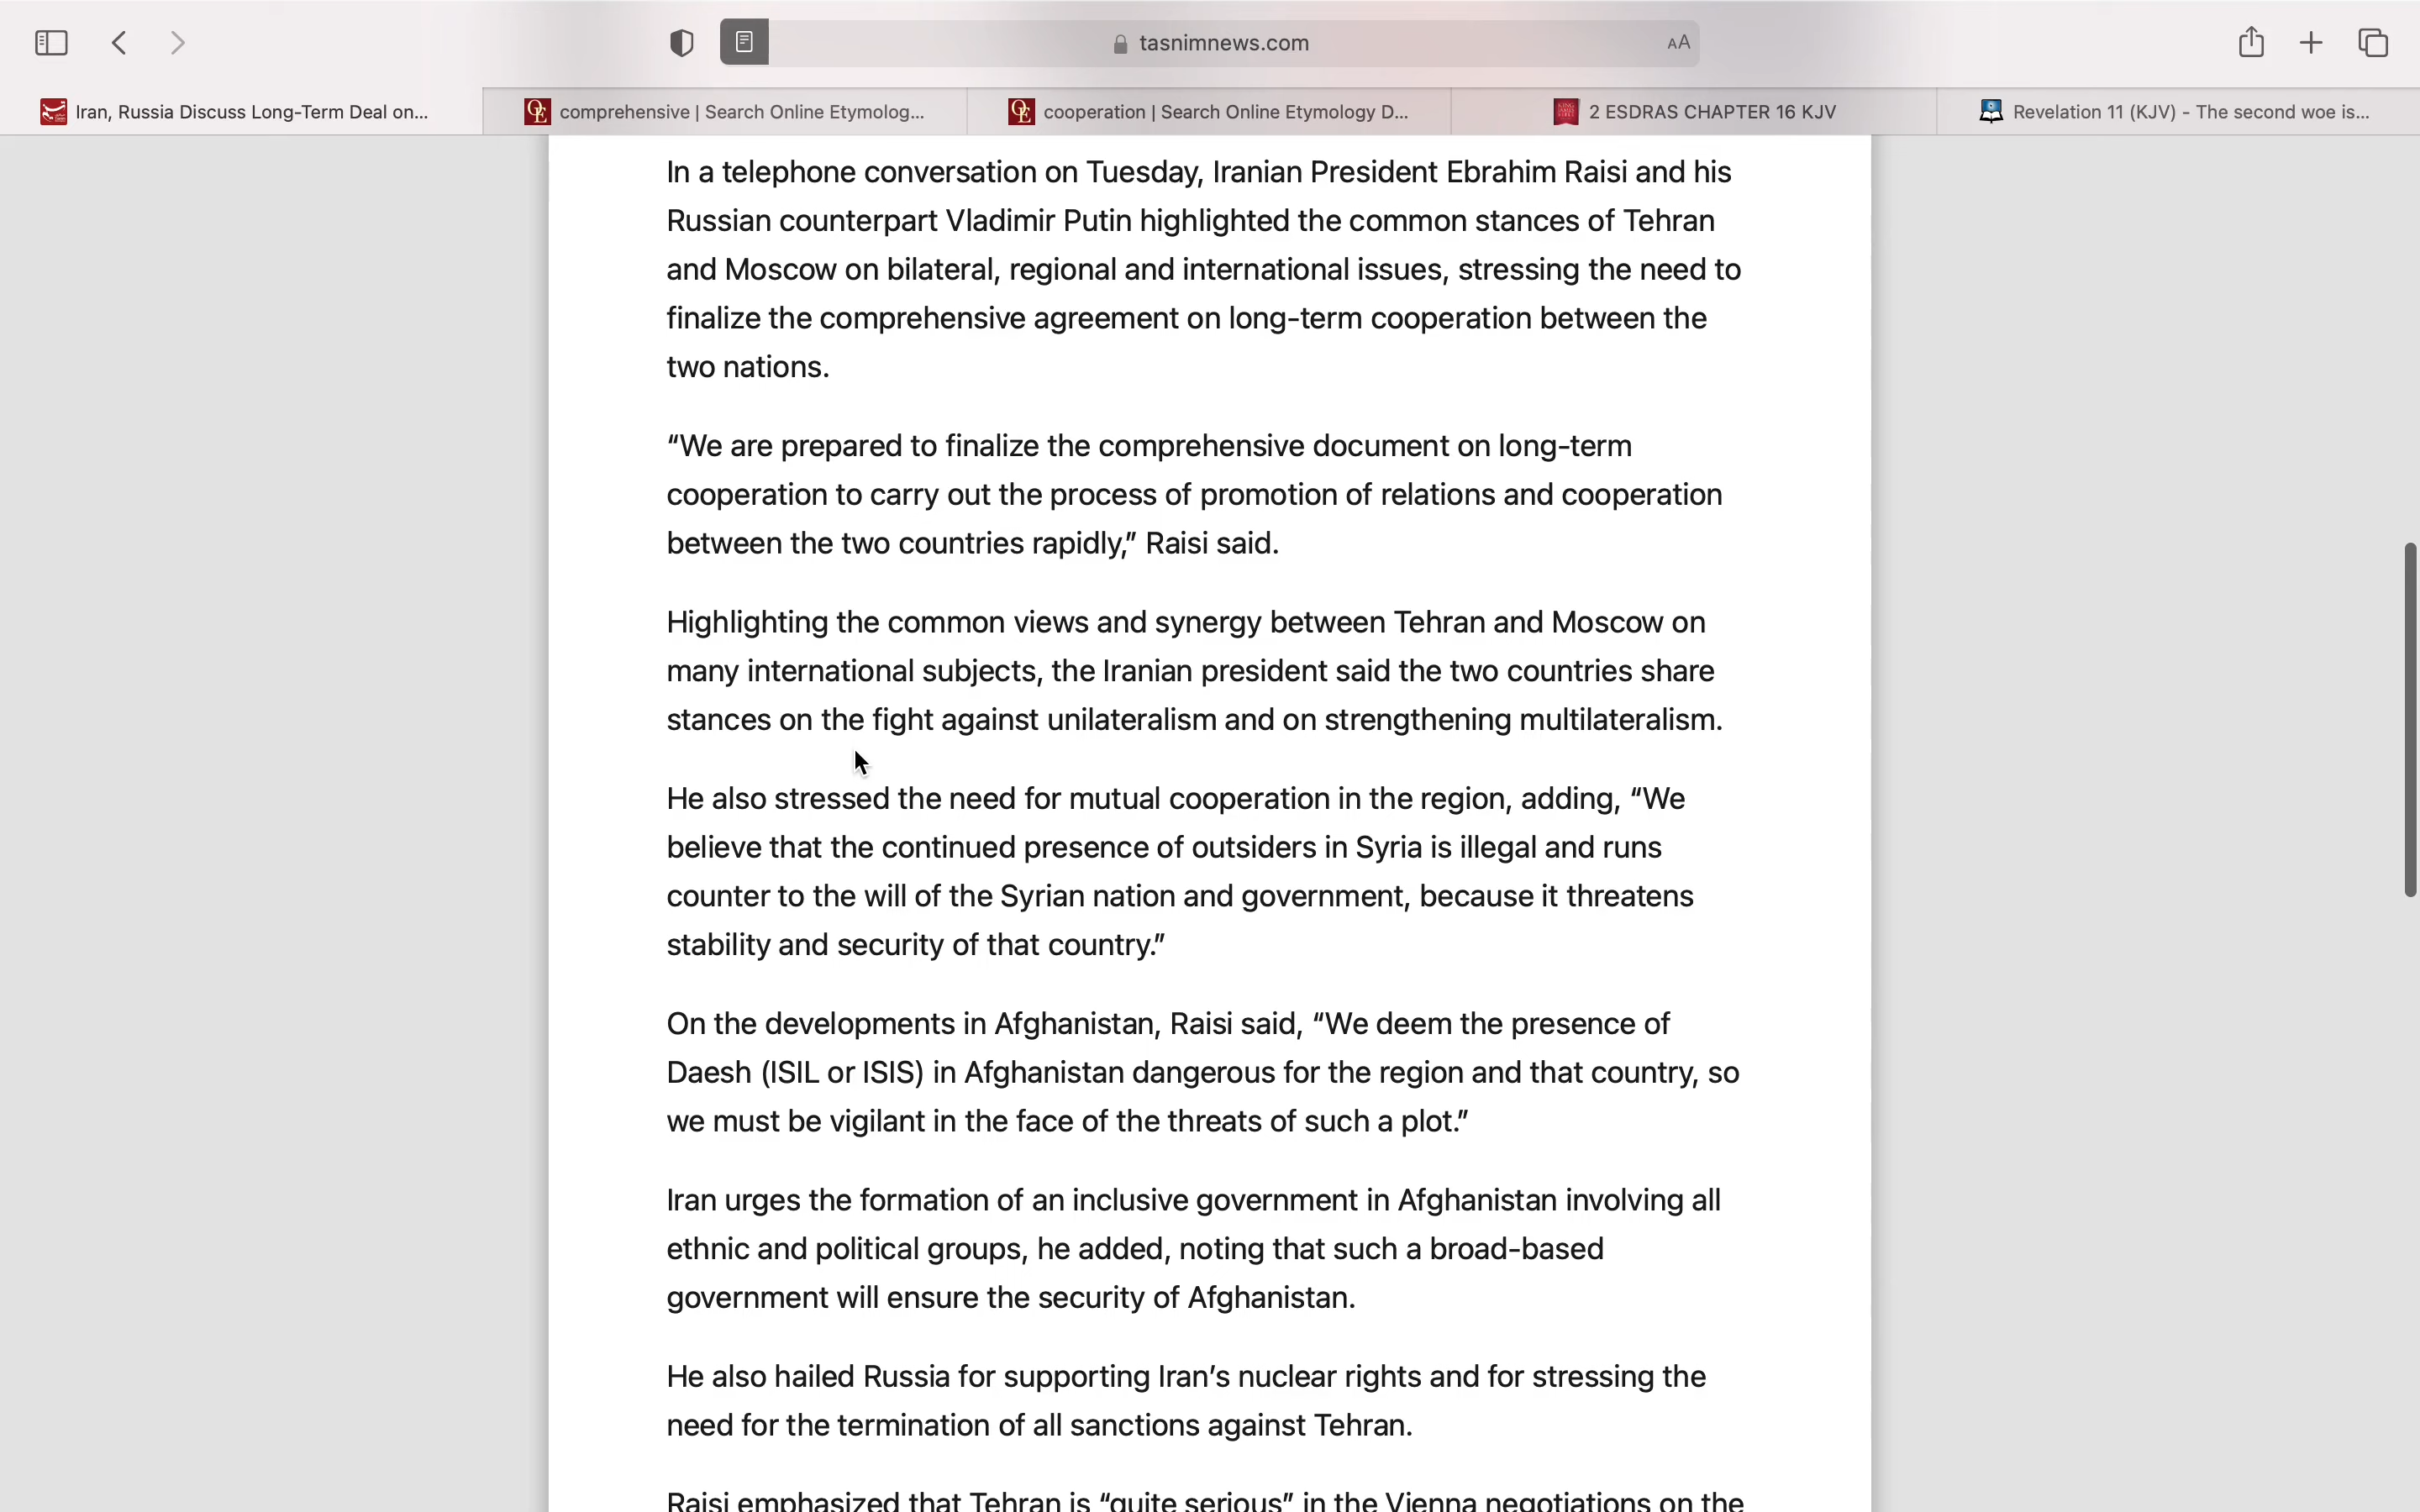 tasnimnews.com
AA
Iran, Russia Discuss Long-Term Deal on...
comprehensive | Search Online Etymolog...
cooperation | Search Online Etymology D...
2 ESDRAS CHAPTER 16 KJV
Revelation 11 (KJV) - The second woe is...
In a telephone conversation on Tuesday, Iranian President Ebrahim Raisi and his
Russian counterpart Vladimir Putin highlighted the common stances of Tehran
and Moscow on bilateral, regional and international issues, stressing the need to
finalize the comprehensive agreement on long-term cooperation between the
two nations.
“We are prepared to finalize the comprehensive document on long-term
cooperation to carry out the process of promotion of relations and cooperation
between the two countries rapidly,” Raisi said.
Highlighting the common views and synergy between Tehran and Moscow on
many international subjects, the Iranian president said the two countries share
stances on the fight against unilateralism and on strengthening multilateralism.
He also stressed the need for mutual cooperation in the region, adding, “We
believe that the continued presence of outsiders in Syria is illegal and runs
counter to the will of the Syrian nation and government, because it threatens
stability and security of that country.”
On the developments in Afghanistan, Raisi said, “We deem the presence of
Daesh (ISIL or ISIS) in Afghanistan dangerous for the region and that country, so
we must be vigilant in the face of the threats of such a plot.”
Iran urges the formation of an inclusive government in Afghanistan involving all
ethnic and political groups, he added, noting that such a broad-based
government will ensure the security of Afghanistan.
He also hailed Russia for supporting Iran’s nuclear rights and for stressing the
need for the termination of all sanctions against Tehran.
Raisi emphasized that Tehran is “quite serious” in the Vienna negotiations on the